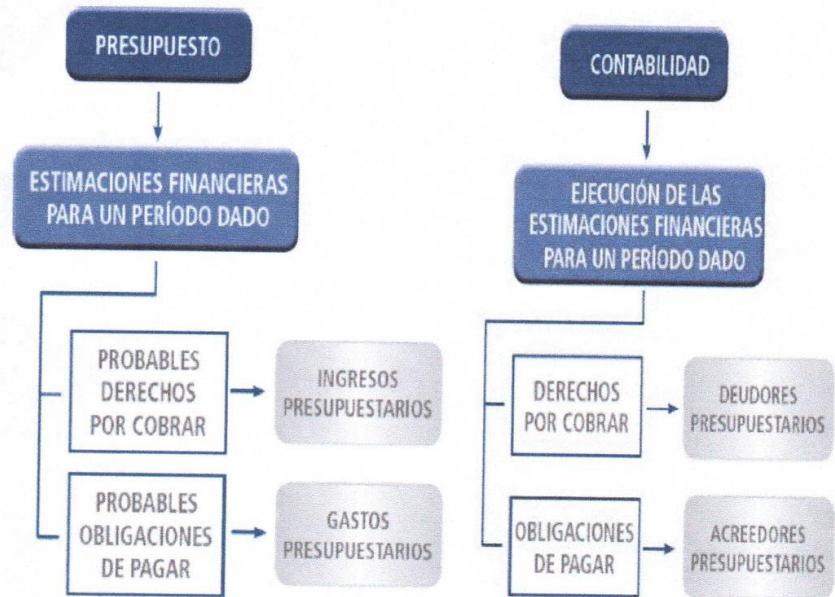 PRESUPUESTO
ESTIMACIONES FINANCIERAS
PARA UN PERÍODO DADO
PROBABLES
DERECHOS
POR COBRAR
INGRESOS
PRESUPUESTARIOS
PROBABLES
OBLIGACIONES
DE PAGAR
GASTOS
PRESUPUESTARIOS
CONTABILIDAD
EJECUCIÓN DE LAS
ESTIMACIONES FINANCIERAS
PARA UN PERÍODO DADO
DERECHOS
POR COBRAR
DEUDORES
PRESUPUESTARIOS
OBLIGACIONES
DE PAGAR
ACREEDORES
PRESUPUESTARIOS